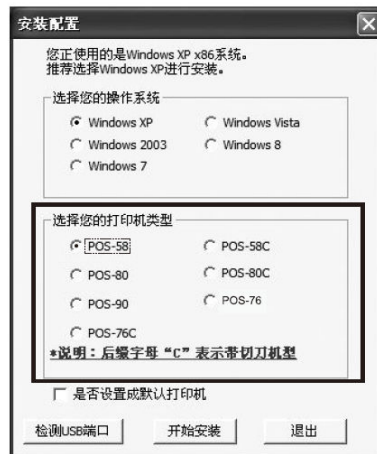 安装配置
您正使用的是Windows XP x86系统。
推荐选择Windows XP进行安装。
选择您的操作系统
Windows XP Windows Vista
Windows 2003 Windows 8
Windows 7
选择您的打印机类型
POS-58 POS-58C
POS-80 POS-80C
POS-90 POS-76
POS-76C
*说明：后缀字母“C”表示带切刀机型
是否设置成默认打印机
检测USB端口 开始安装 退出